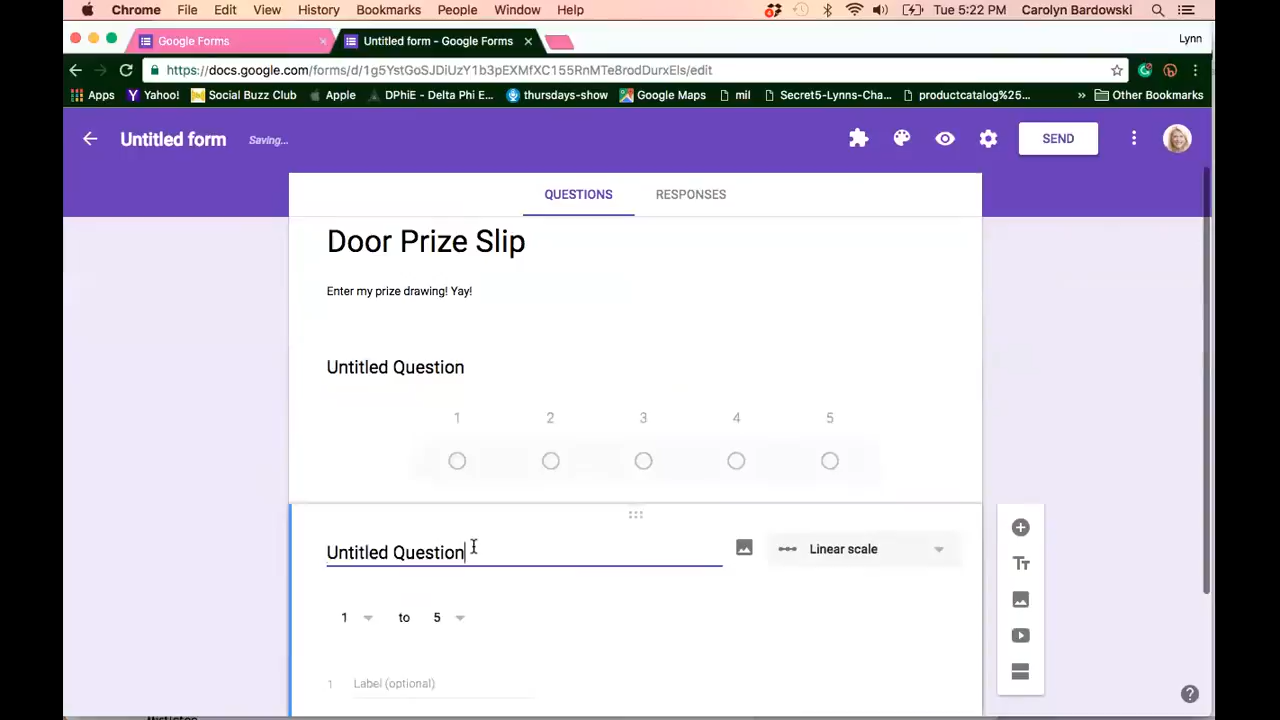 Chrome File Edit View History Bookmarks People Window Help Tue 5:22 PM Carolyn Bardowski
Google Forms × Untitled form - Google Forms × Lynn
https://docs.google.com/forms/d/1g5YstGoSJDiUzY1b3pEXMfXC155RnMTe8rodDurxEls/edit
Apps Yahoo! Social Buzz Club Apple DPhiE - Delta Phi E... thursdays-show Google Maps mil Secret5-Lynns-Cha... productcatalog%25... » Other Bookmarks
Untitled form Saving... SEND
QUESTIONS RESPONSES
Door Prize Slip
Enter my prize drawing! Yay!
Untitled Question
1 2 3 4 5
Untitled Question Linear scale
1 to 5
1 Label (optional)